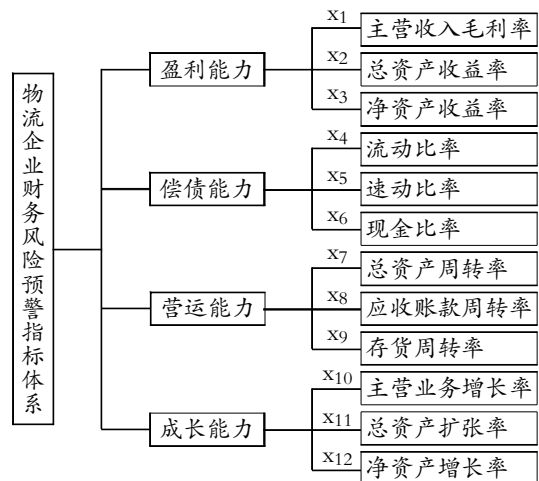 物流企业财务风险预警指标体系
盈利能力
x1
主营收入毛利率
x2
总资产收益率
x3
净资产收益率
偿债能力
x4
流动比率
x5
速动比率
x6
现金比率
营运能力
x7
总资产周转率
x8
应收账款周转率
x9
存货周转率
成长能力
x10
主营业务增长率
x11
总资产扩张率
x12
净资产增长率